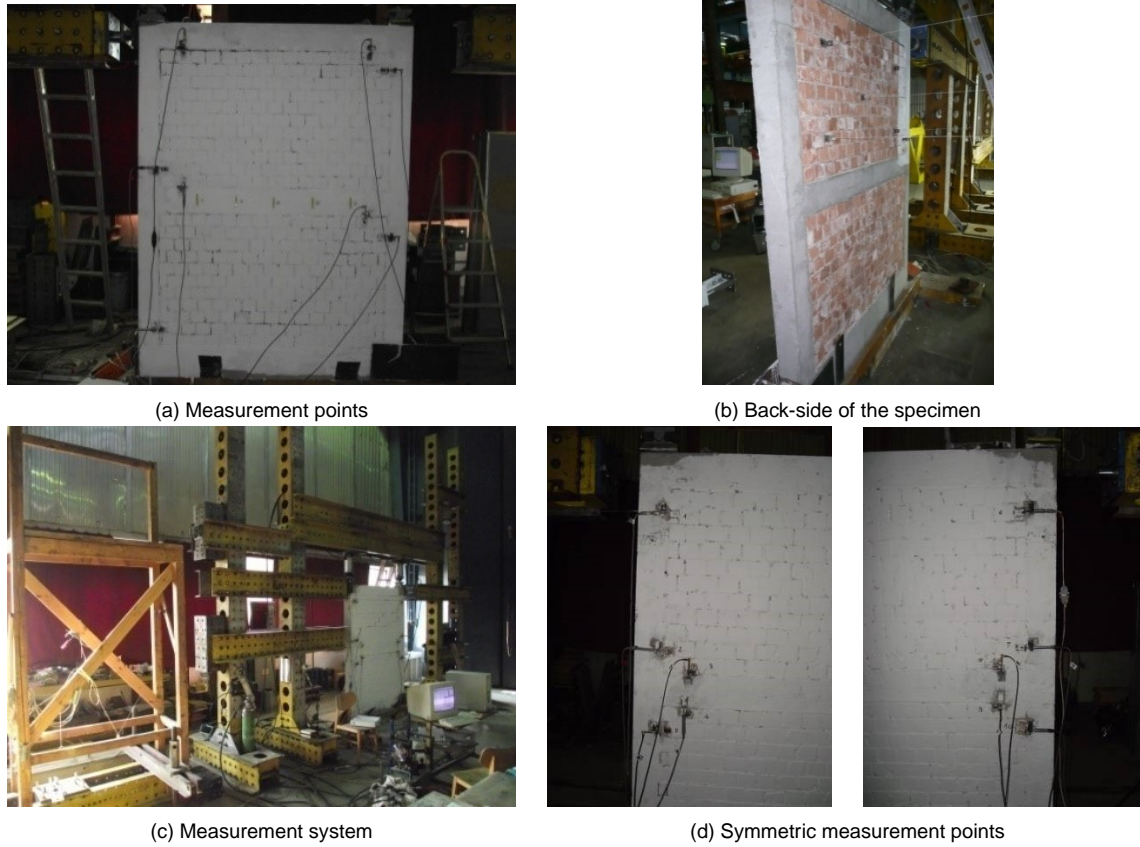 (a) Measurement points
(b) Back-side of the specimen
(c) Measurement system
(d) Symmetric measurement points